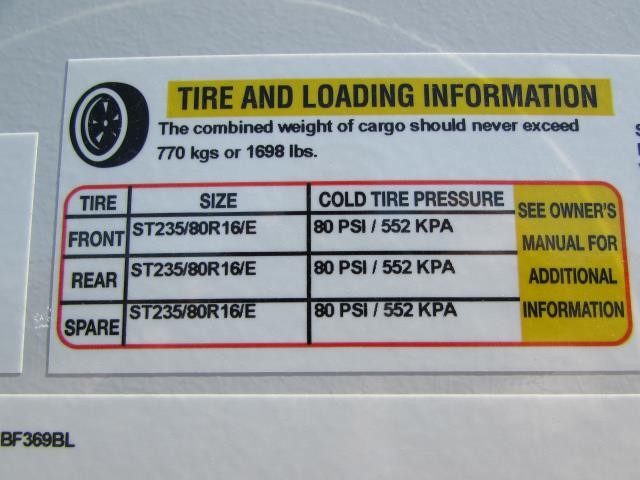 TIRE AND LOADING INFORMATION
The combined weight of cargo should never exceed
770 kgs or 1698 lbs.
TIRE SIZE COLD TIRE PRESSURE
FRONT ST235/80R16/E 80 PSI / 552 KPA
REAR ST235/80R16/E 80 PSI / 552 KPA
SPARE ST235/80R16/E 80 PSI / 552 KPA
SEE OWNER'S
MANUAL FOR
ADDITIONAL
INFORMATION
BF369BL